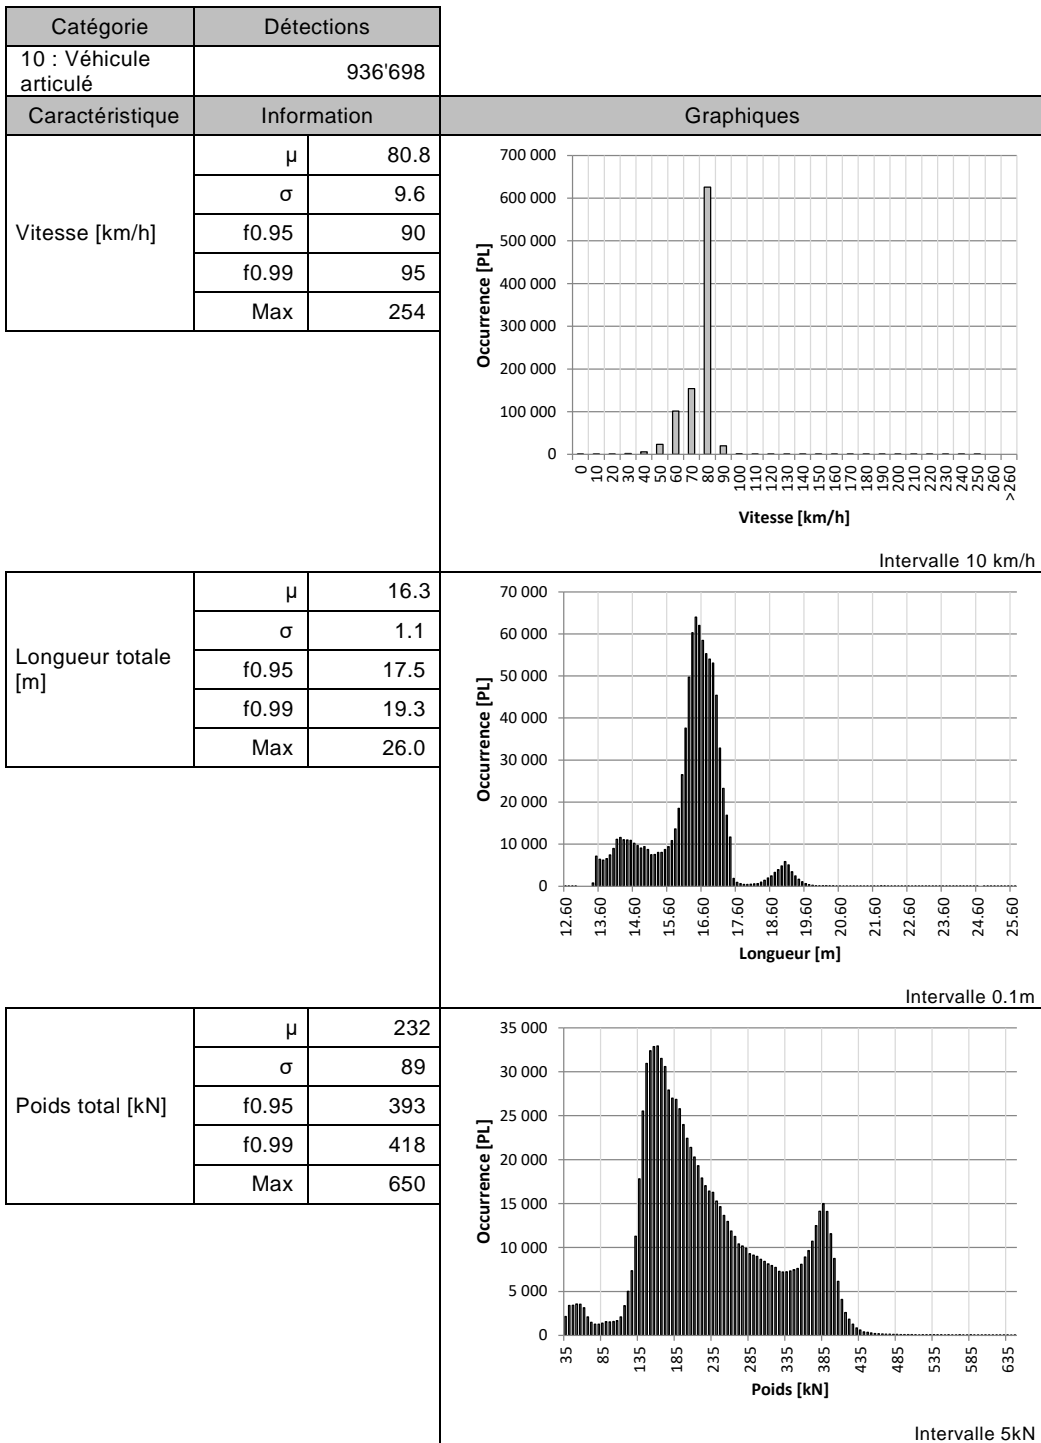 Catégorie Détections
10 : Véhicule
articulé
936'698
Caractéristique Information Graphiques
Vitesse [km/h]
µ 80.8
σ 9.6
f0.95 90
f0.99 95
Max 254
700 000
600 000
500 000
400 000
300 000
200 000
100 000
0
Occurrence [PL]
0 10 20 30 40 50 60 70 80 90 100 110 120 130 140 150 160 170 180 190 200 210 220 230 240 250 260 >260
Vitesse [km/h]
Intervalle 10 km/h
Longueur totale
[m]
µ 16.3
σ 1.1
f0.95 17.5
f0.99 19.3
Max 26.0
70 000
60 000
50 000
40 000
30 000
20 000
10 000
0
Occurrence [PL]
12.60 13.60 14.60 15.60 16.60 17.60 18.60 19.60 20.60 21.60 22.60 23.60 24.60 25.60
Longueur [m]
Intervalle 0.1m
Poids total [kN]
µ 232
σ 89
f0.95 393
f0.99 418
Max 650
35 000
30 000
25 000
20 000
15 000
10 000
5 000
0
Occurrence [PL]
35 85 135 185 235 285 335 385 435 485 535 585 635
Poids [kN]
Intervalle 5kN